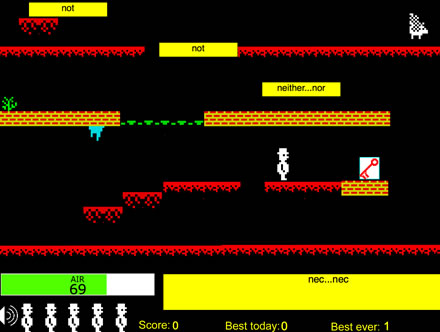 not
not
neither...nor
nec...nec
AIR
69
Score: 0 Best today: 0 Best ever: 1